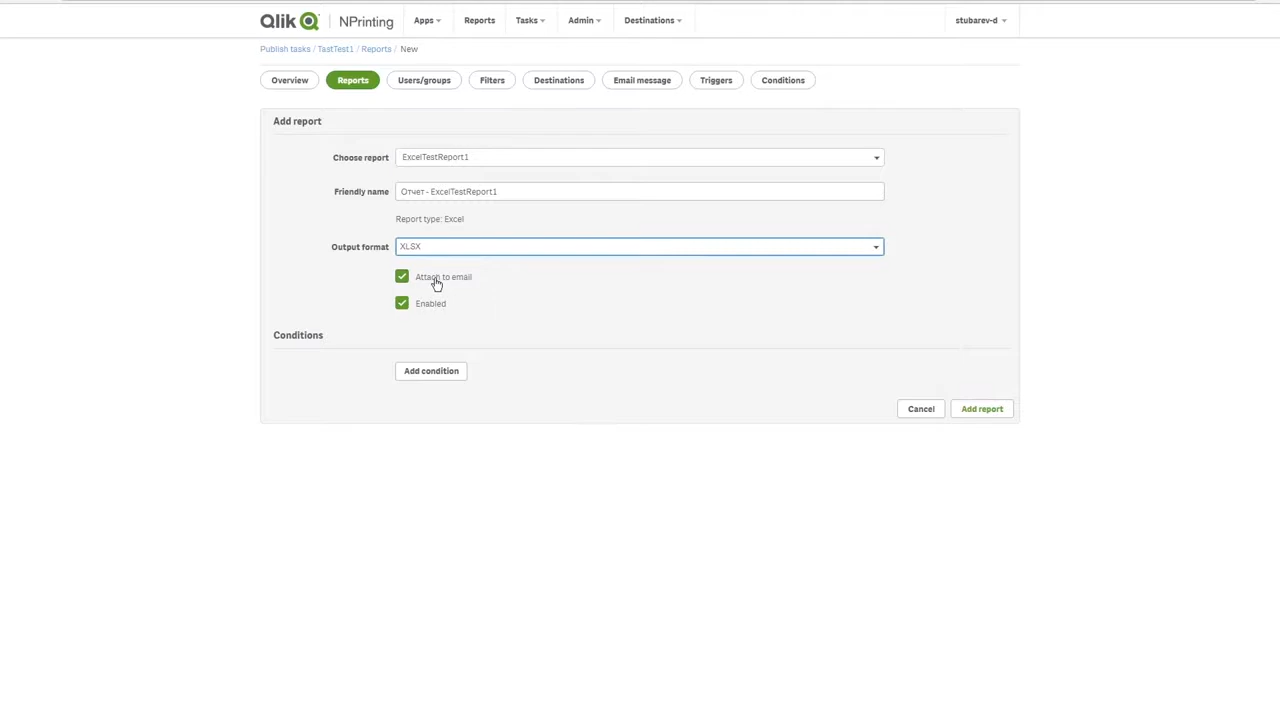 Qlik Q NPrinting Apps Reports Tasks Admin Destinations stubarev-d
Publish tasks / TastTest1 / Reports / New
Overview Reports Users/groups Filters Destinations Email message Triggers Conditions
Add report
Choose report ExcelTestReport1
Friendly name Отчет - ExcelTestReport1
Report type: Excel
Output format XLSX
Attach to email
Enabled
Conditions
Add condition
Cancel Add report